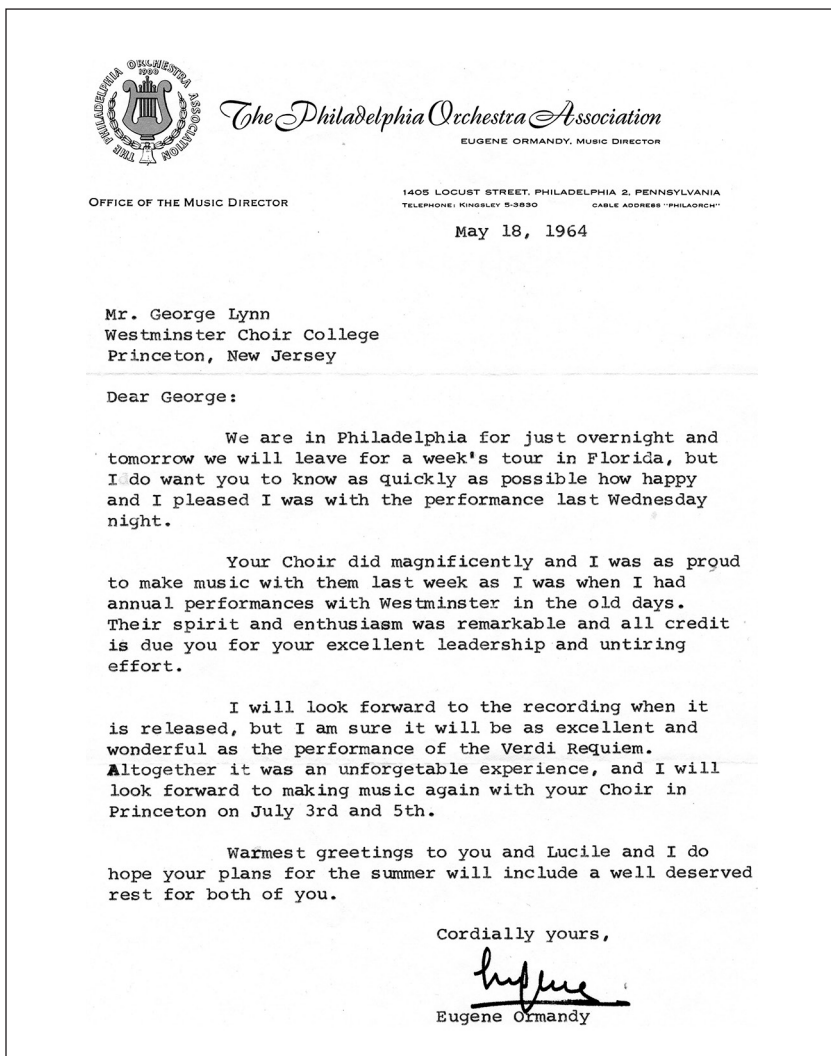 THE PHILADELPHIA ORCHESTRA ASSOCIATION
1900
The Philadelphia Orchestra Association
EUGENE ORMANDY, MUSIC DIRECTOR
OFFICE OF THE MUSIC DIRECTOR
1405 LOCUST STREET, PHILADELPHIA 2, PENNSYLVANIA
TELEPHONE: KINGSLEY 5-3830 CABLE ADDRESS "PHILAORCH"
May 18, 1964
Mr. George Lynn
Westminster Choir College
Princeton, New Jersey
Dear George:
We are in Philadelphia for just overnight and
tomorrow we will leave for a week's tour in Florida, but
I do want you to know as quickly as possible how happy
and I pleased I was with the performance last Wednesday
night.
Your Choir did magnificently and I was as proud
to make music with them last week as I was when I had
annual performances with Westminster in the old days.
Their spirit and enthusiasm was remarkable and all credit
is due you for your excellent leadership and untiring
effort.
I will look forward to the recording when it
is released, but I am sure it will be as excellent and
wonderful as the performance of the Verdi Requiem.
Altogether it was an unforgetable experience, and I will
look forward to making music again with your Choir in
Princeton on July 3rd and 5th.
Warmest greetings to you and Lucile and I do
hope your plans for the summer will include a well deserved
rest for both of you.
Cordially yours,
Eugene
Eugene Ormandy